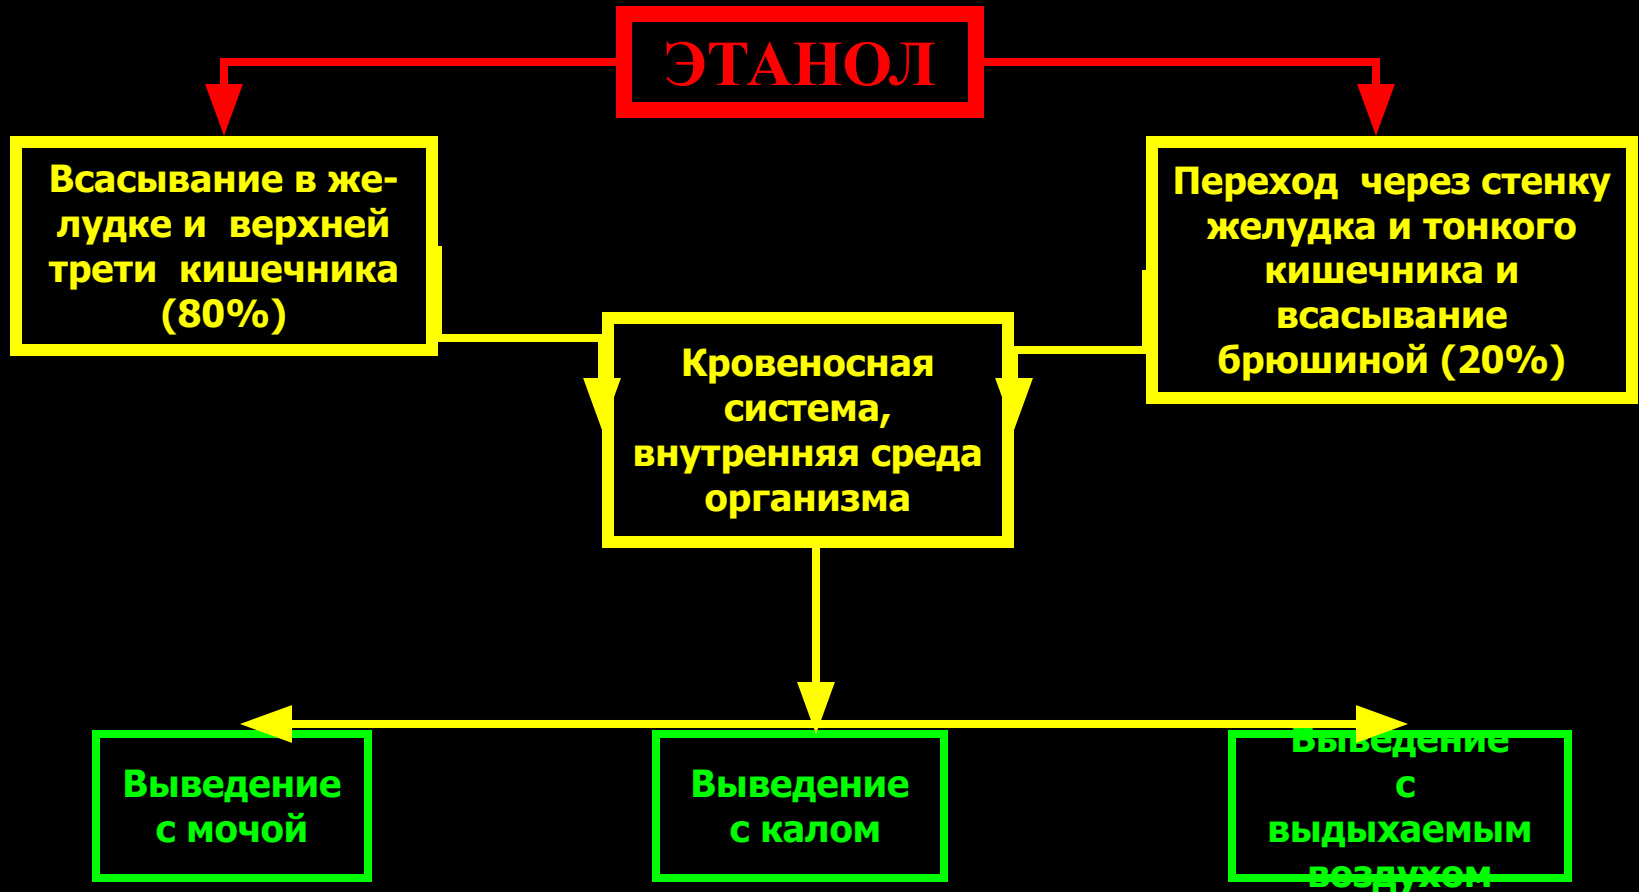 ЭТАНОЛ
Всасывание в же-
лудке и верхней
трети кишечника
(80%)
Переход через стенку
желудка и тонкого
кишечника и
всасывание
брюшиной (20%)
Кровеносная
система,
внутренняя среда
организма
Выведение
с мочой
Выведение
с калом
Выведение
с
выдыхаемым
воздухом